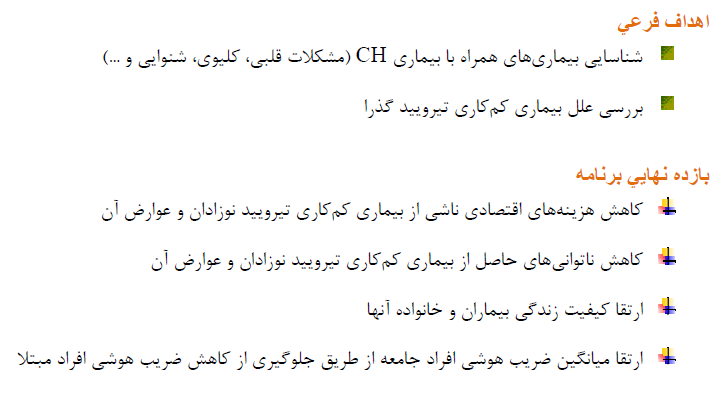 اهداف فرعي
شناسایی بیماری‌های همراه با بیماری CH (مشکلات قلبی، کلیوی، شنوایی و ...)
بررسی علل بیماری کم‌کاری تیرویید گذرا
بازده نهايي برنامه
کاهش هزینه‌های اقتصادی ناشی از بیماری کم‌کاری تیرویید نوزادان و عوارض آن
کاهش ناتوانی‌های حاصل از بیماری کم‌کاری تیرویید نوزادان و عوارض آن
ارتقا کیفیت زندگی بیماران و خانواده آنها
ارتقا میانگین ضریب هوشی افراد جامعه از طریق جلوگیری از کاهش ضریب هوشی افراد مبتلا